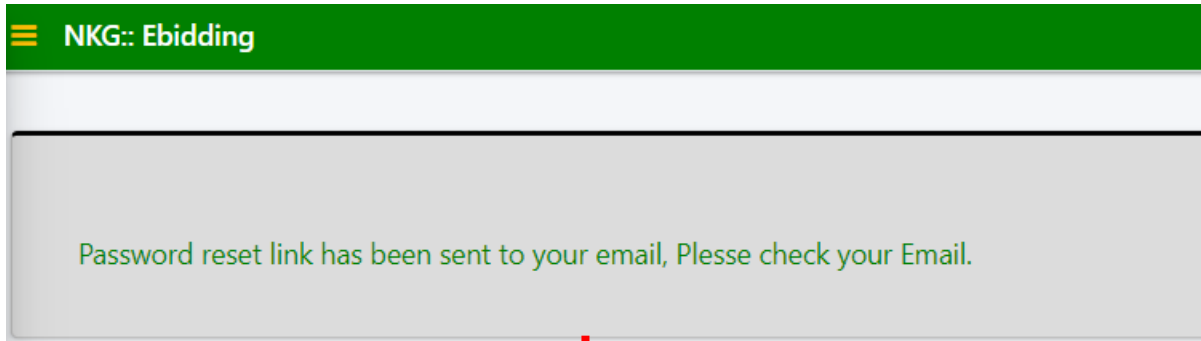 NKG:: Ebidding
Password reset link has been sent to your email, Plesse check your Email.